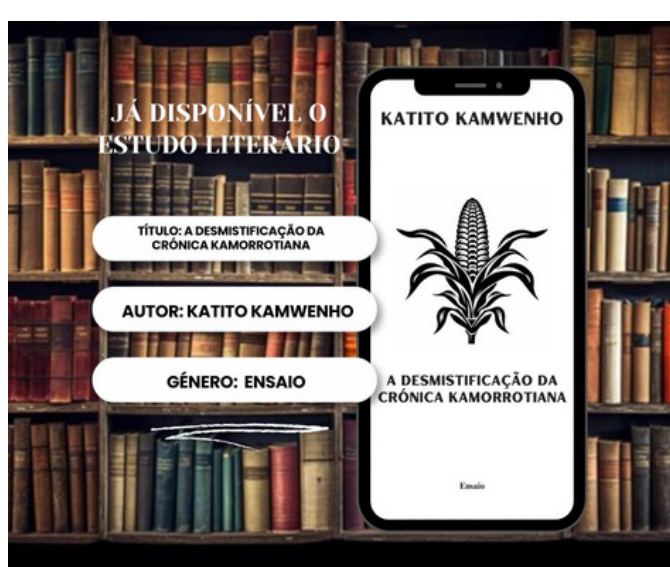 JÁ DISPONÍVEL O
ESTUDO LITERÁRIO
TÍTULO: A DESMISTIFICAÇÃO DA
CRÓNICA KAMORROTIANA
AUTOR: KATITO KAMWENHO
GÉNERO: ENSAIO
KATITO KAMWENHO
A DESMISTIFICAÇÃO DA
CRÓNICA KAMORROTIANA
Ensaio